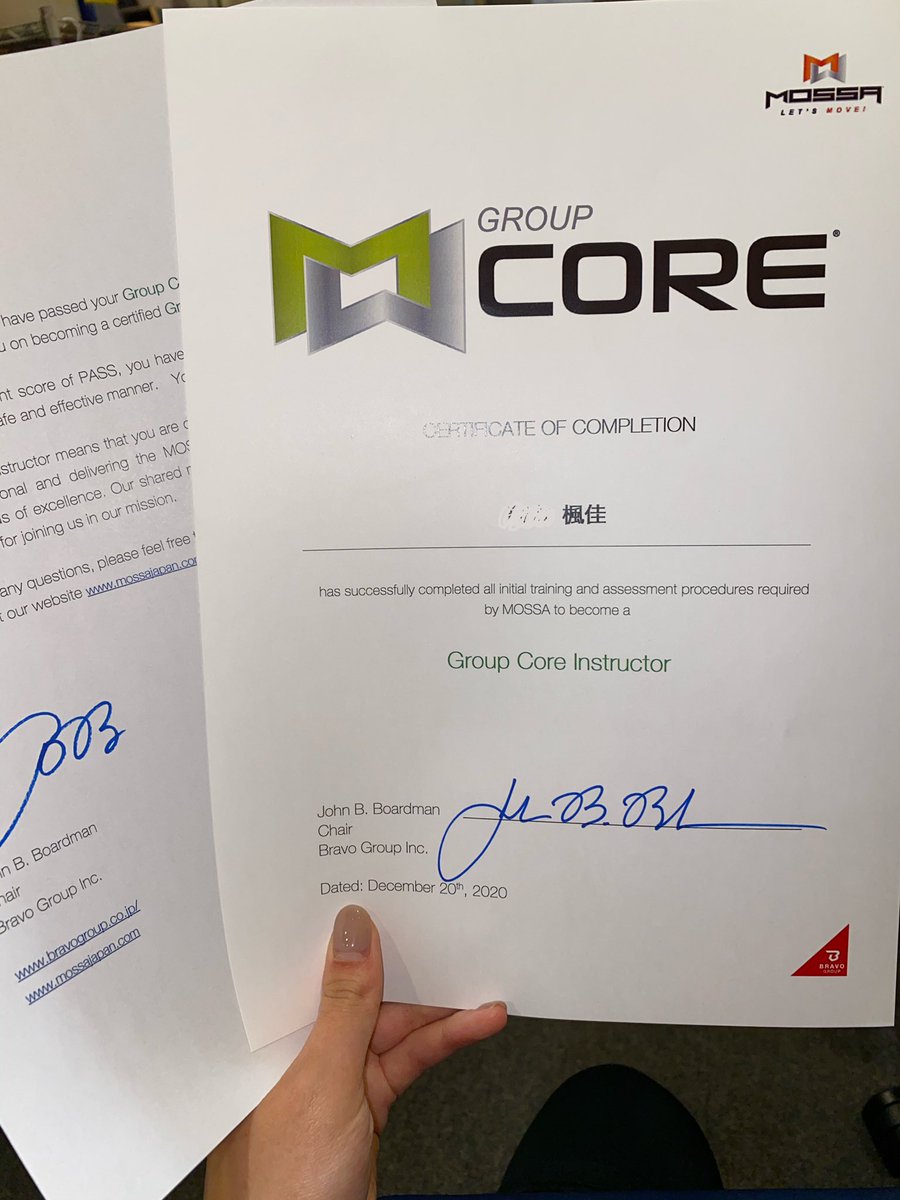 have passed your Group C
u on becoming a certified Gr
nt score of PASS, you have
afe and effective manner. Yo
nstructor means that you are
onal and delivering the MOS
s of excellence. Our shared
for joining us in our mission.
any questions, please feel free
t our website www.mossajapan.co
n B. Boardman
hair
Bravo Group Inc.
www.bravogroup.co.jp/
www.mossajapan.com
MOSSA
LET'S MOVE!
GROUP
CORE®
CERTIFICATE OF COMPLETION
楓佳
has successfully completed all initial training and assessment procedures required
by MOSSA to become a
Group Core Instructor
John B. Boardman
Chair
Bravo Group Inc.
Dated: December 20th, 2020
BRAVO
GROUP